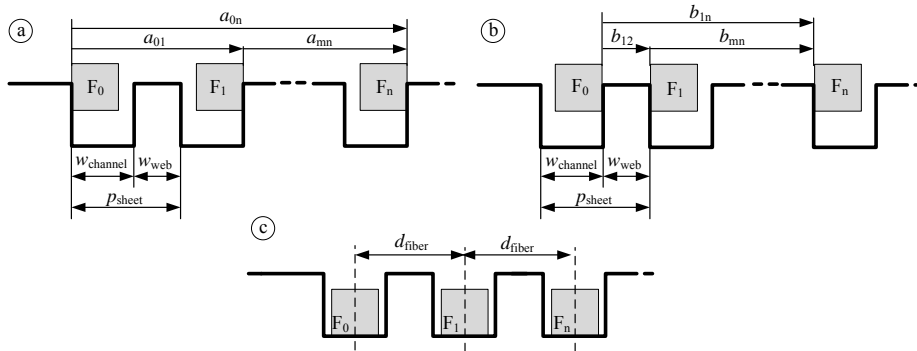 a
a0n
a01 amn
F0 F1 Fn
wchannel wweb
psheet
b
b1n
b12 bmn
F0 F1 Fn
wchannel wweb
psheet
c
dfiber dfiber
F0 F1 Fn